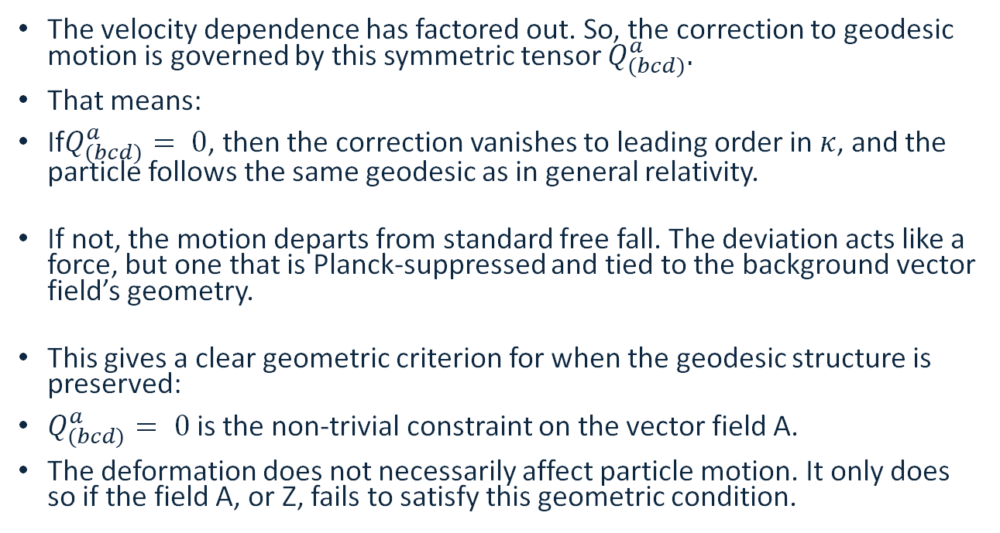 • The velocity dependence has factored out. So, the correction to geodesic
motion is governed by this symmetric tensor $Q^{a}_{(bcd)}$.
• That means:
• If$Q^{a}_{(bcd)} = 0$, then the correction vanishes to leading order in κ, and the
particle follows the same geodesic as in general relativity.
• If not, the motion departs from standard free fall. The deviation acts like a
force, but one that is Planck-suppressed and tied to the background vector
field’s geometry.
• This gives a clear geometric criterion for when the geodesic structure is
preserved:
• $Q^{a}_{(bcd)} = 0$ is the non-trivial constraint on the vector field A.
• The deformation does not necessarily affect particle motion. It only does
so if the field A, or Z, fails to satisfy this geometric condition.